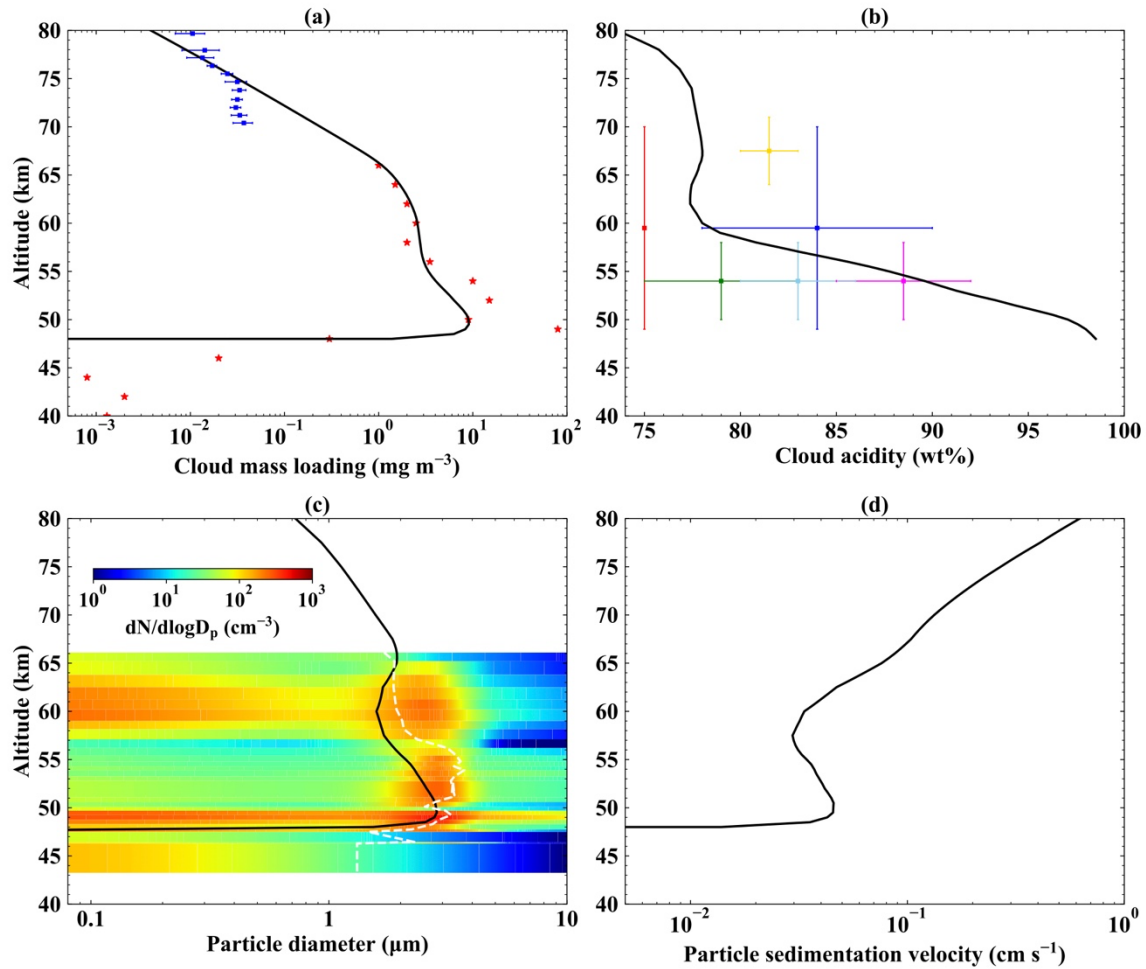 (a)
80
75
70
65
60
55
50
45
40
Altitude (km)
10⁻³ 10⁻² 10⁻¹ 10⁰ 10¹ 10²
Cloud mass loading (mg m⁻³)
(b)
80
75
70
65
60
55
50
45
40
75 80 85 90 95 100
Cloud acidity (wt%)
(c)
80
75
70
65
60
55
50
45
40
Altitude (km)
10⁰ 10¹ 10² 10³
dN/dlogDₚ (cm⁻³)
0.1 1 10
Particle diameter (μm)
(d)
80
75
70
65
60
55
50
45
40
10⁻² 10⁻¹ 10⁰
Particle sedimentation velocity (cm s⁻¹)